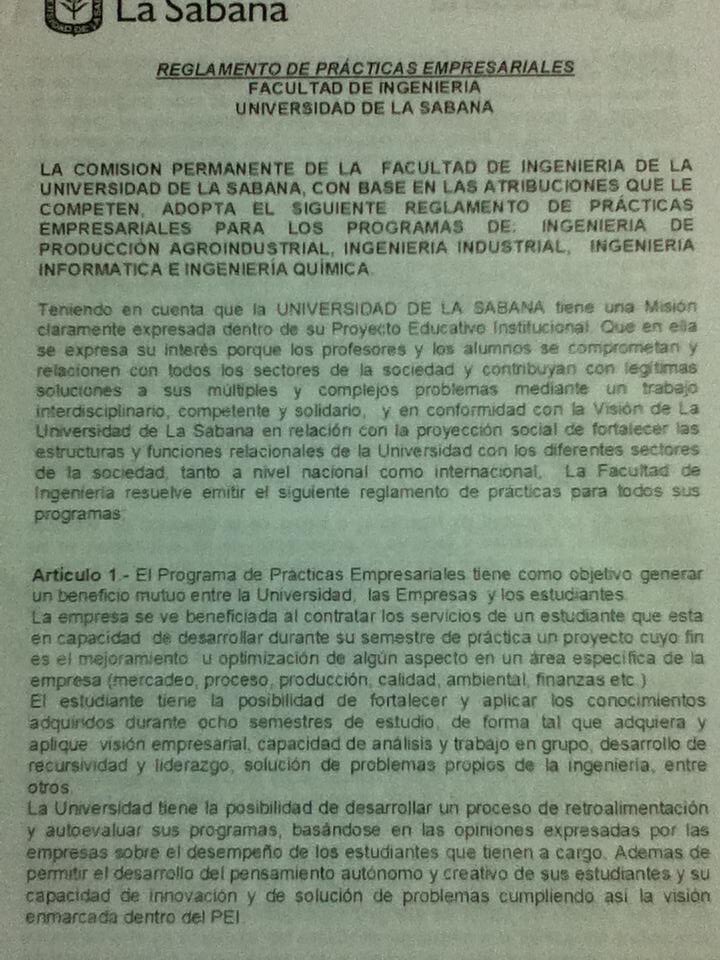 La Sabana
REGLAMENTO DE PRÁCTICAS EMPRESARIALES
FACULTAD DE INGENIERÍA
UNIVERSIDAD DE LA SABANA
LA COMISION PERMANENTE DE LA FACULTAD DE INGENIERIA DE LA
UNIVERSIDAD DE LA SABANA, CON BASE EN LAS ATRIBUCIONES QUE LE
COMPETEN, ADOPTA EL SIGUIENTE REGLAMENTO DE PRÁCTICAS
EMPRESARIALES PARA LOS PROGRAMAS DE: INGENIERIA DE
PRODUCCIÓN AGROINDUSTRIAL, INGENIERIA INDUSTRIAL, INGENIERIA
INFORMATICA E INGENIERÍA QUÍMICA.
Teniendo en cuenta que la UNIVERSIDAD DE LA SABANA tiene una Misión
claramente expresada dentro de su Proyecto Educativo Institucional. Que en ella
se expresa su interés porque los profesores y los alumnos se comprometan y
relacionen con todos los sectores de la sociedad y contribuyan con legítimas
soluciones a sus múltiples y complejos problemas mediante un trabajo
interdisciplinario, competente y solidario, y en conformidad con la Visión de La
Universidad de La Sabana en relación con la proyección social de fortalecer las
estructuras y funciones relacionales de la Universidad con los diferentes sectores
de la sociedad, tanto a nivel nacional como internacional, La Facultad de
Ingeniería resuelve emitir el siguiente reglamento de prácticas para todos sus
programas:
Artículo 1.- El Programa de Prácticas Empresariales tiene como objetivo generar
un beneficio mutuo entre la Universidad, las Empresas y los estudiantes.
La empresa se ve beneficiada al contratar los servicios de un estudiante que esta
en capacidad de desarrollar durante su semestre de práctica un proyecto cuyo fin
es el mejoramiento u optimización de algún aspecto en un área especifica de la
empresa (mercadeo, proceso, producción, calidad, ambiental, finanzas etc.)
El estudiante tiene la posibilidad de fortalecer y aplicar los conocimientos
adquiridos durante ocho semestres de estudio, de forma tal que adquiera y
aplique visión empresarial, capacidad de análisis y trabajo en grupo, desarrollo de
recursividad y liderazgo, solución de problemas propios de la ingeniería, entre
otros.
La Universidad tiene la posibilidad de desarrollar un proceso de retroalimentación
y autoevaluar sus programas, basándose en las opiniones expresadas por las
empresas sobre el desempeño de los estudiantes que tienen a cargo. Ademas de
permitir el desarrollo del pensamiento autónomo y creativo de sus estudiantes y su
capacidad de innovación y de solución de problemas cumpliendo así la visión
enmarcada dentro del PEI.